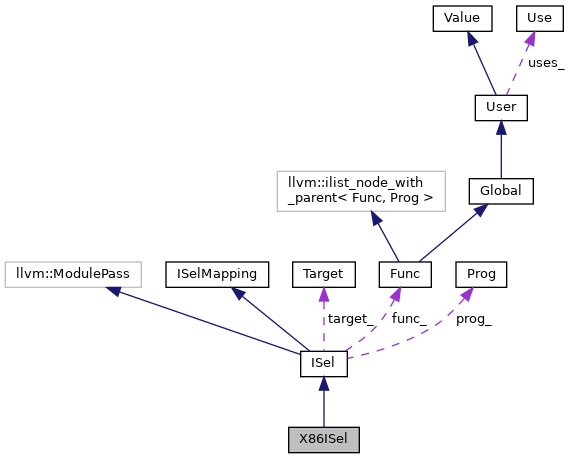 Value
Use
uses_
User
llvm::ilist_node_with
_parent< Func, Prog >
Global
llvm::ModulePass
ISelMapping
Target
Func
Prog
target_
func_
prog_
ISel
X86ISel